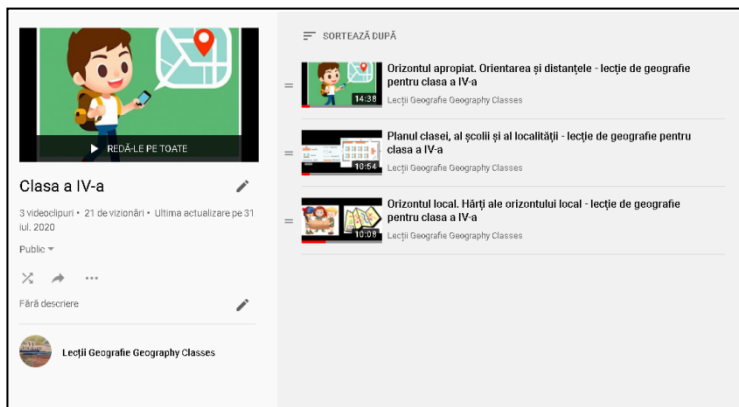 REDĂ-LE PE TOATE
Clasa a IV-a
3 videoclipuri • 21 de vizionări • Ultima actualizare pe 31
iul. 2020
Public
Fără descriere
Lecții Geografie Geography Classes
SORTEAZĂ DUPĂ
Orizontul apropiat. Orientarea și distanțele - lecție de geografie
pentru clasa a IV-a
Lecții Geografie Geography Classes
14:38
Planul clasei, al școlii și al localității - lecție de geografie pentru
clasa a IV-a
Lecții Geografie Geography Classes
10:54
Orizontul local. Hărți ale orizontului local - lecție de geografie
pentru clasa a IV-a
Lecții Geografie Geography Classes
10:08